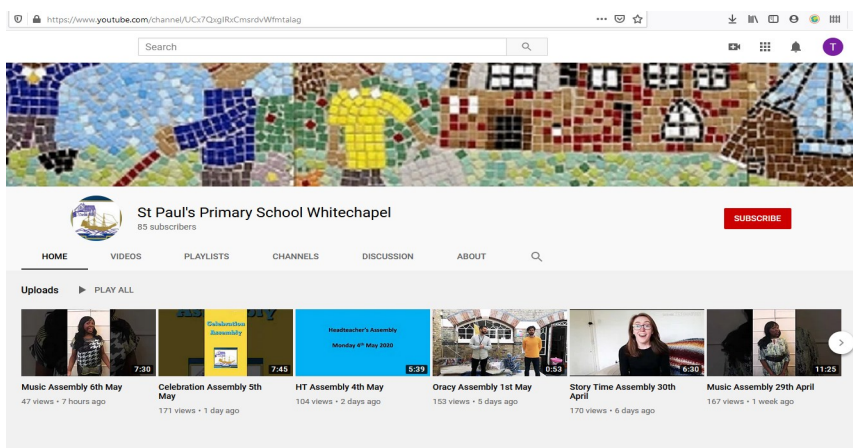 https://www.youtube.com/channel/UCx7QxgIRxCmsrdvWfmtalag
Search
T
St Paul's Primary School Whitechapel
85 subscribers
SUBSCRIBE
HOME VIDEOS PLAYLISTS CHANNELS DISCUSSION ABOUT
Uploads PLAY ALL
Celebration
Assembly
Headteacher's Assembly
Monday 4th May 2020
7:30 7:45 5:39 0:53 6:30 11:25
Music Assembly 6th May
47 views • 7 hours ago
Celebration Assembly 5th
May
171 views • 1 day ago
HT Assembly 4th May
104 views • 2 days ago
Oracy Assembly 1st May
153 views • 5 days ago
Story Time Assembly 30th
April
170 views • 6 days ago
Music Assembly 29th April
167 views • 1 week ago